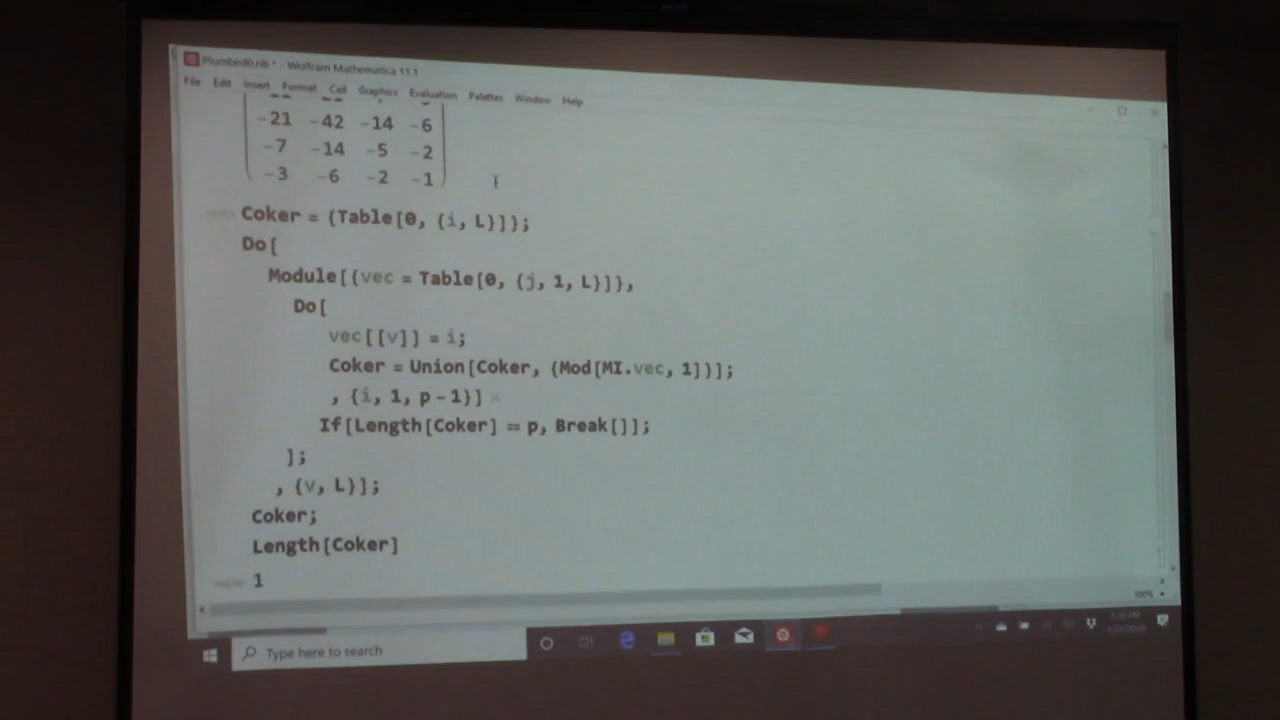 Plumbed0.nb * - Wolfram Mathematica 11.1
File Edit Insert Format Cell Graphics Evaluation Palettes Window Help
-21 -42 -14 -6
-7 -14 -5 -2
-3 -6 -2 -1
Coker = {Table[0, {i, L}]};
Do[
Module[{vec = Table[0, {j, 1, L}]},
Do[
vec[[v]] = i;
Coker = Union[Coker, {Mod[MI.vec, 1]}];
, {i, 1, p - 1}]
If[Length[Coker] == p, Break[]];
];
, {v, L}];
Coker;
Length[Coker]
1
100%
Type here to search